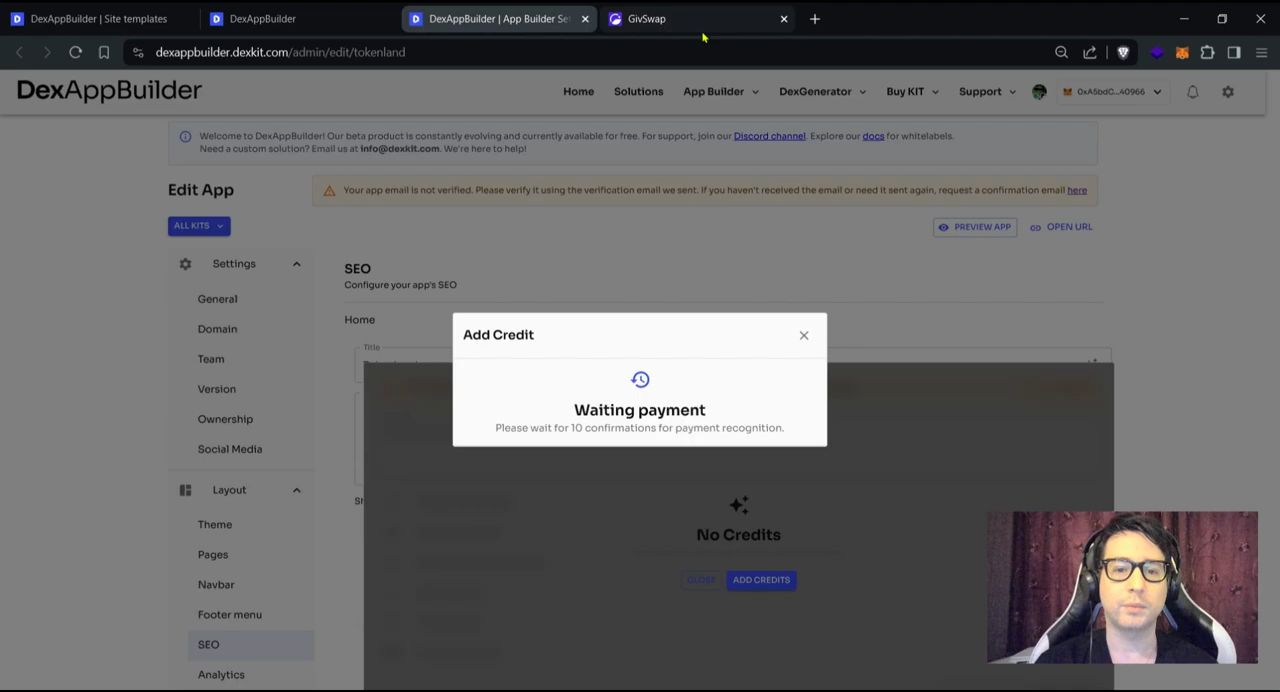 DexAppBuilder | Site templates
DexAppBuilder
DexAppBuilder | App Builder Se
GivSwap
dexappbuilder.dexkit.com/admin/edit/tokenland
DexAppBuilder
Home
Solutions
App Builder
DexGenerator
Buy KIT
Support
0xA5bdC...40966
Welcome to DexAppBuilder! Our beta product is constantly evolving and currently available for free. For support, join our Discord channel. Explore our docs for whitelabels.
Need a custom solution? Email us at info@dexkit.com. We're here to help!
Edit App
Your app email is not verified. Please verify it using the verification email we sent. If you haven't received the email or need it sent again, request a confirmation email here
ALL KITS
PREVIEW APP
OPEN URL
Settings
General
Domain
Team
Version
Ownership
Social Media
Layout
Theme
Pages
Navbar
Footer menu
SEO
Analytics
SEO
Configure your app's SEO
Home
Title
Add Credit
Waiting payment
Please wait for 10 confirmations for payment recognition.
No Credits
CLOSE
ADD CREDITS